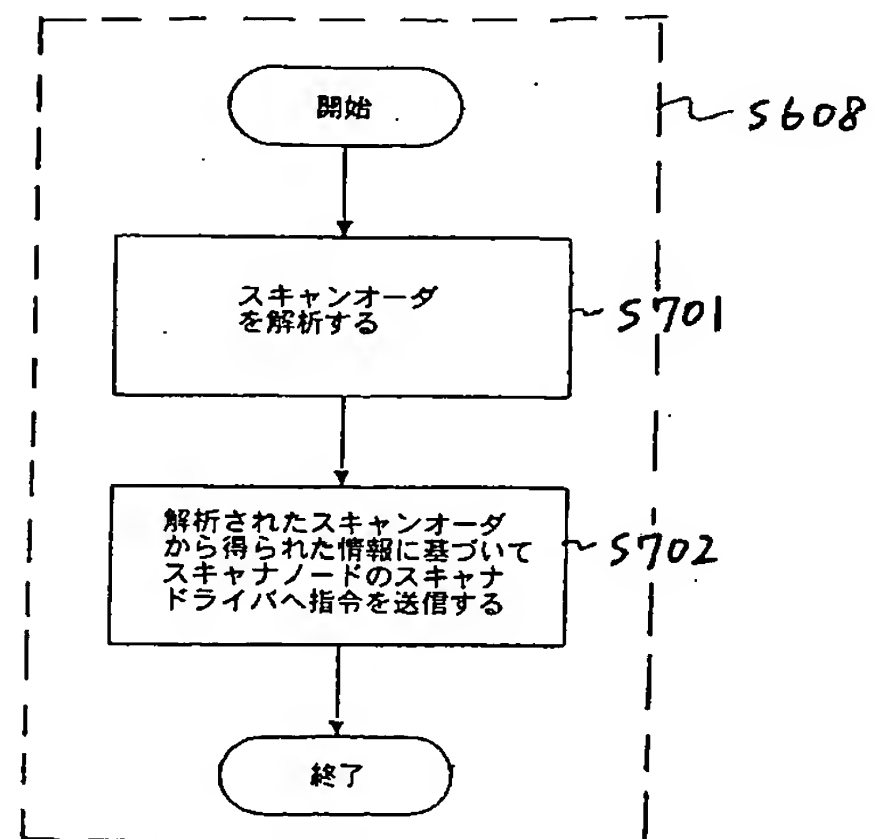 開始
S608
スキャンオーダ
を解析する
S701
解析されたスキャンオーダ
から得られた情報に基づいて
スキャナノードのスキャナ
ドライバへ指令を送信する
S702
終了